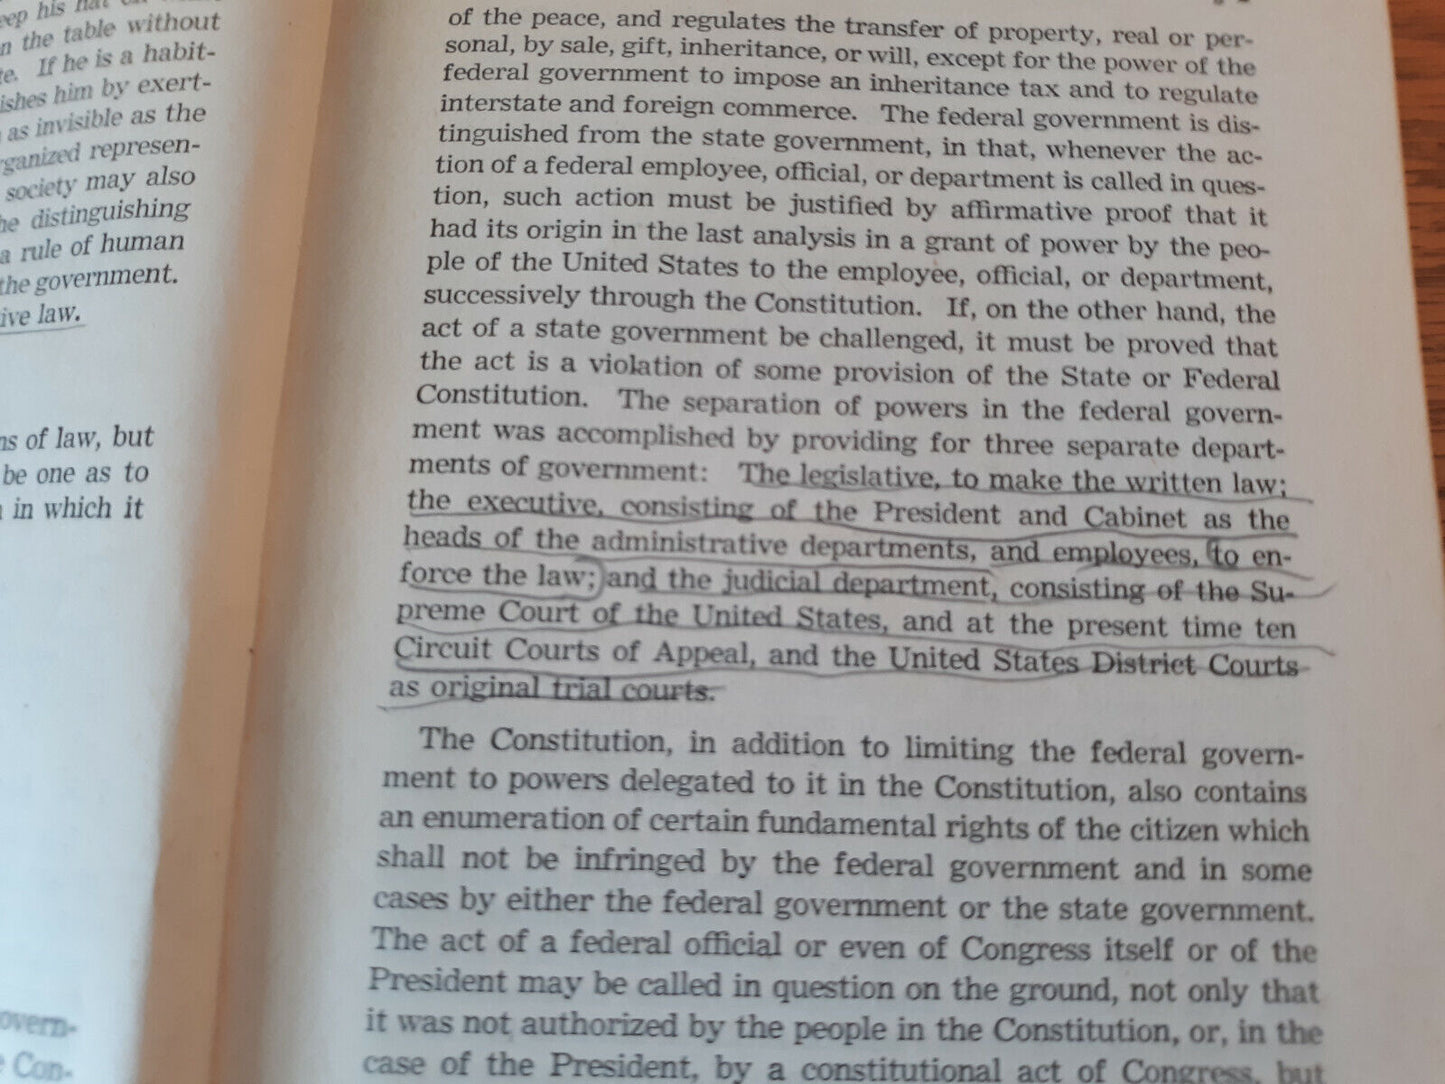 eep his hat
n the table without
te. If he is a habit-
ishes him by exert-
as invisible as the
rganized represen-
society may also
he distinguishing
a rule of human
the government.
ive law.
ns of law, but
be one as to
in which it
overn-
Con-
of the peace, and regulates the transfer of property, real or per-
sonal, by sale, gift, inheritance, or will, except for the power of the
federal government to impose an inheritance tax and to regulate
interstate and foreign commerce. The federal government is dis-
tinguished from the state government, in that, whenever the ac-
tion of a federal employee, official, or department is called in ques-
tion, such action must be justified by affirmative proof that it
had its origin in the last analysis in a grant of power by the peo-
ple of the United States to the employee, official, or department,
successively through the Constitution. If, on the other hand, the
act of a state government be challenged, it must be proved that
the act is a violation of some provision of the State or Federal
Constitution. The separation of powers in the federal govern-
ment was accomplished by providing for three separate depart-
ments of government: The legislative, to make the written law;
the executive, consisting of the President and Cabinet as the
heads of the administrative departments, and employees, to en-
force the law; and the judicial department, consisting of the Su-
preme Court of the United States, and at the present time ten
Circuit Courts of Appeal, and the United States District Courts
as original trial courts.
The Constitution, in addition to limiting the federal govern-
ment to powers delegated to it in the Constitution, also contains
an enumeration of certain fundamental rights of the citizen which
shall not be infringed by the federal government and in some
cases by either the federal government or the state government.
The act of a federal official or even of Congress itself or of the
President may be called in question on the ground, not only that
it was not authorized by the people in the Constitution, or, in the
case of the President, by a constitutional act of Congress, but